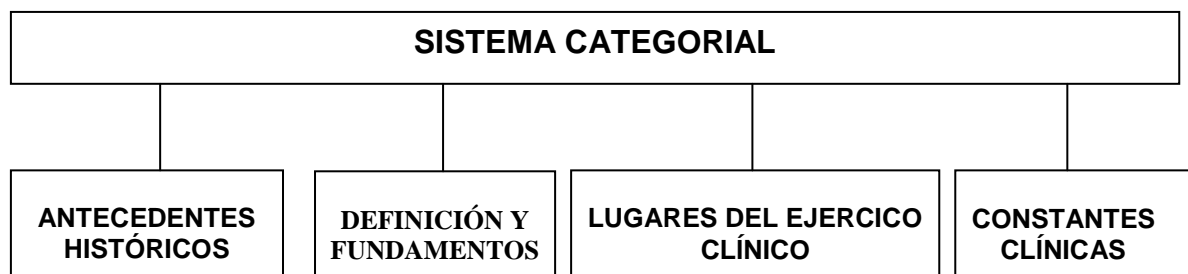 SISTEMA CATEGORIAL
ANTECEDENTES
HISTÓRICOS
DEFINICIÓN Y
FUNDAMENTOS
LUGARES DEL EJERCICO
CLÍNICO
CONSTANTES
CLÍNICAS